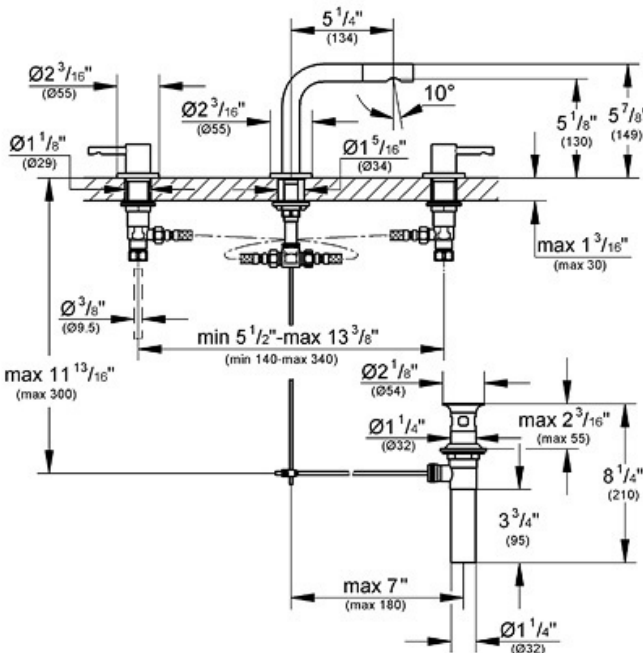 5 1/4"
(134)
Ø2 3/16"
(Ø55)
Ø2 3/16"
(Ø55)
10°
5 7/8"
(149)
5 1/8"
(130)
Ø1 1/8"
(Ø29)
Ø1 5/16"
(Ø34)
max 1 3/16"
(max 30)
Ø3/8"
(Ø9.5)
min 5 1/2"-max 13 3/8"
(min 140-max 340)
max 11 13/16"
(max 300)
Ø2 1/8"
(Ø54)
max 2 3/16"
(max 55)
Ø1 1/4"
(Ø32)
8 1/4"
(210)
3 3/4"
(95)
max 7"
(max 180)
Ø1 1/4"
(Ø32)